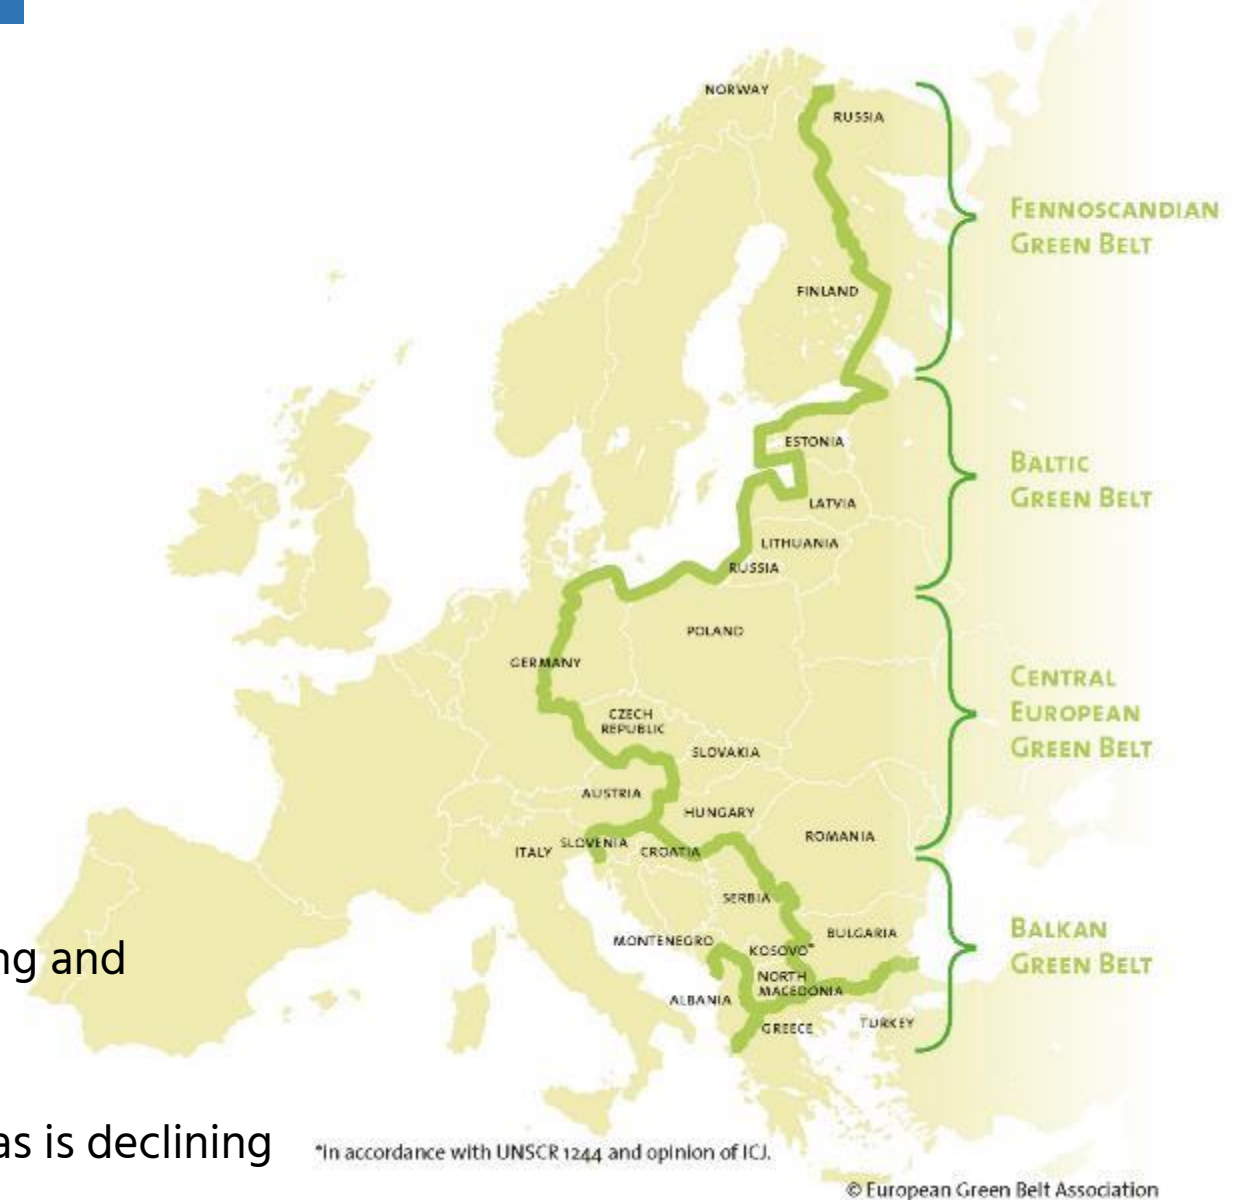 NORWAY
RUSSIA
FENNOSCANDIAN
GREEN BELT
FINLAND
ESTONIA
BALTIC
GREEN BELT
LATVIA
LITHUANIA
RUSSIA
POLAND
GERMANY
CENTRAL
EUROPEAN
GREEN BELT
CZECH
REPUBLIC
SLOVAKIA
AUSTRIA
HUNGARY
ROMANIA
SLOVENIA
ITALY
CROATIA
SERBIA
BULGARIA
BALKAN
GREEN BELT
MONTENEGRO
KOSOVO*
ng and
NORTH
MACEDONIA
ALBANIA
GREECE
TURKEY
as is declining
*In accordance with UNSCR 1244 and opinion of ICJ.
© European Green Belt Association